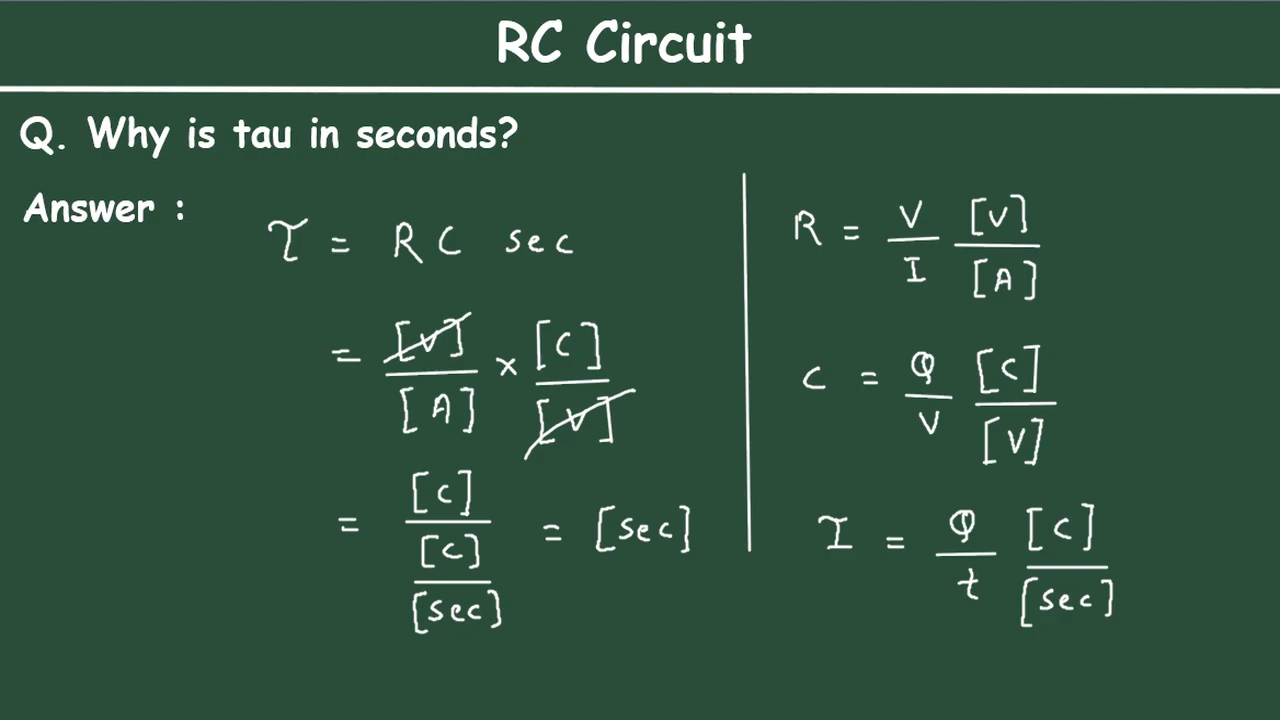 RC Circuit
Q. Why is tau in seconds?
Answer :
τ = RC sec
= [V]/[A] × [C]/[V]
= [C]/([C]/[sec]) = [sec]
R = V/I [V]/[A]
C = Q/V [C]/[V]
I = Q/t [C]/[sec]